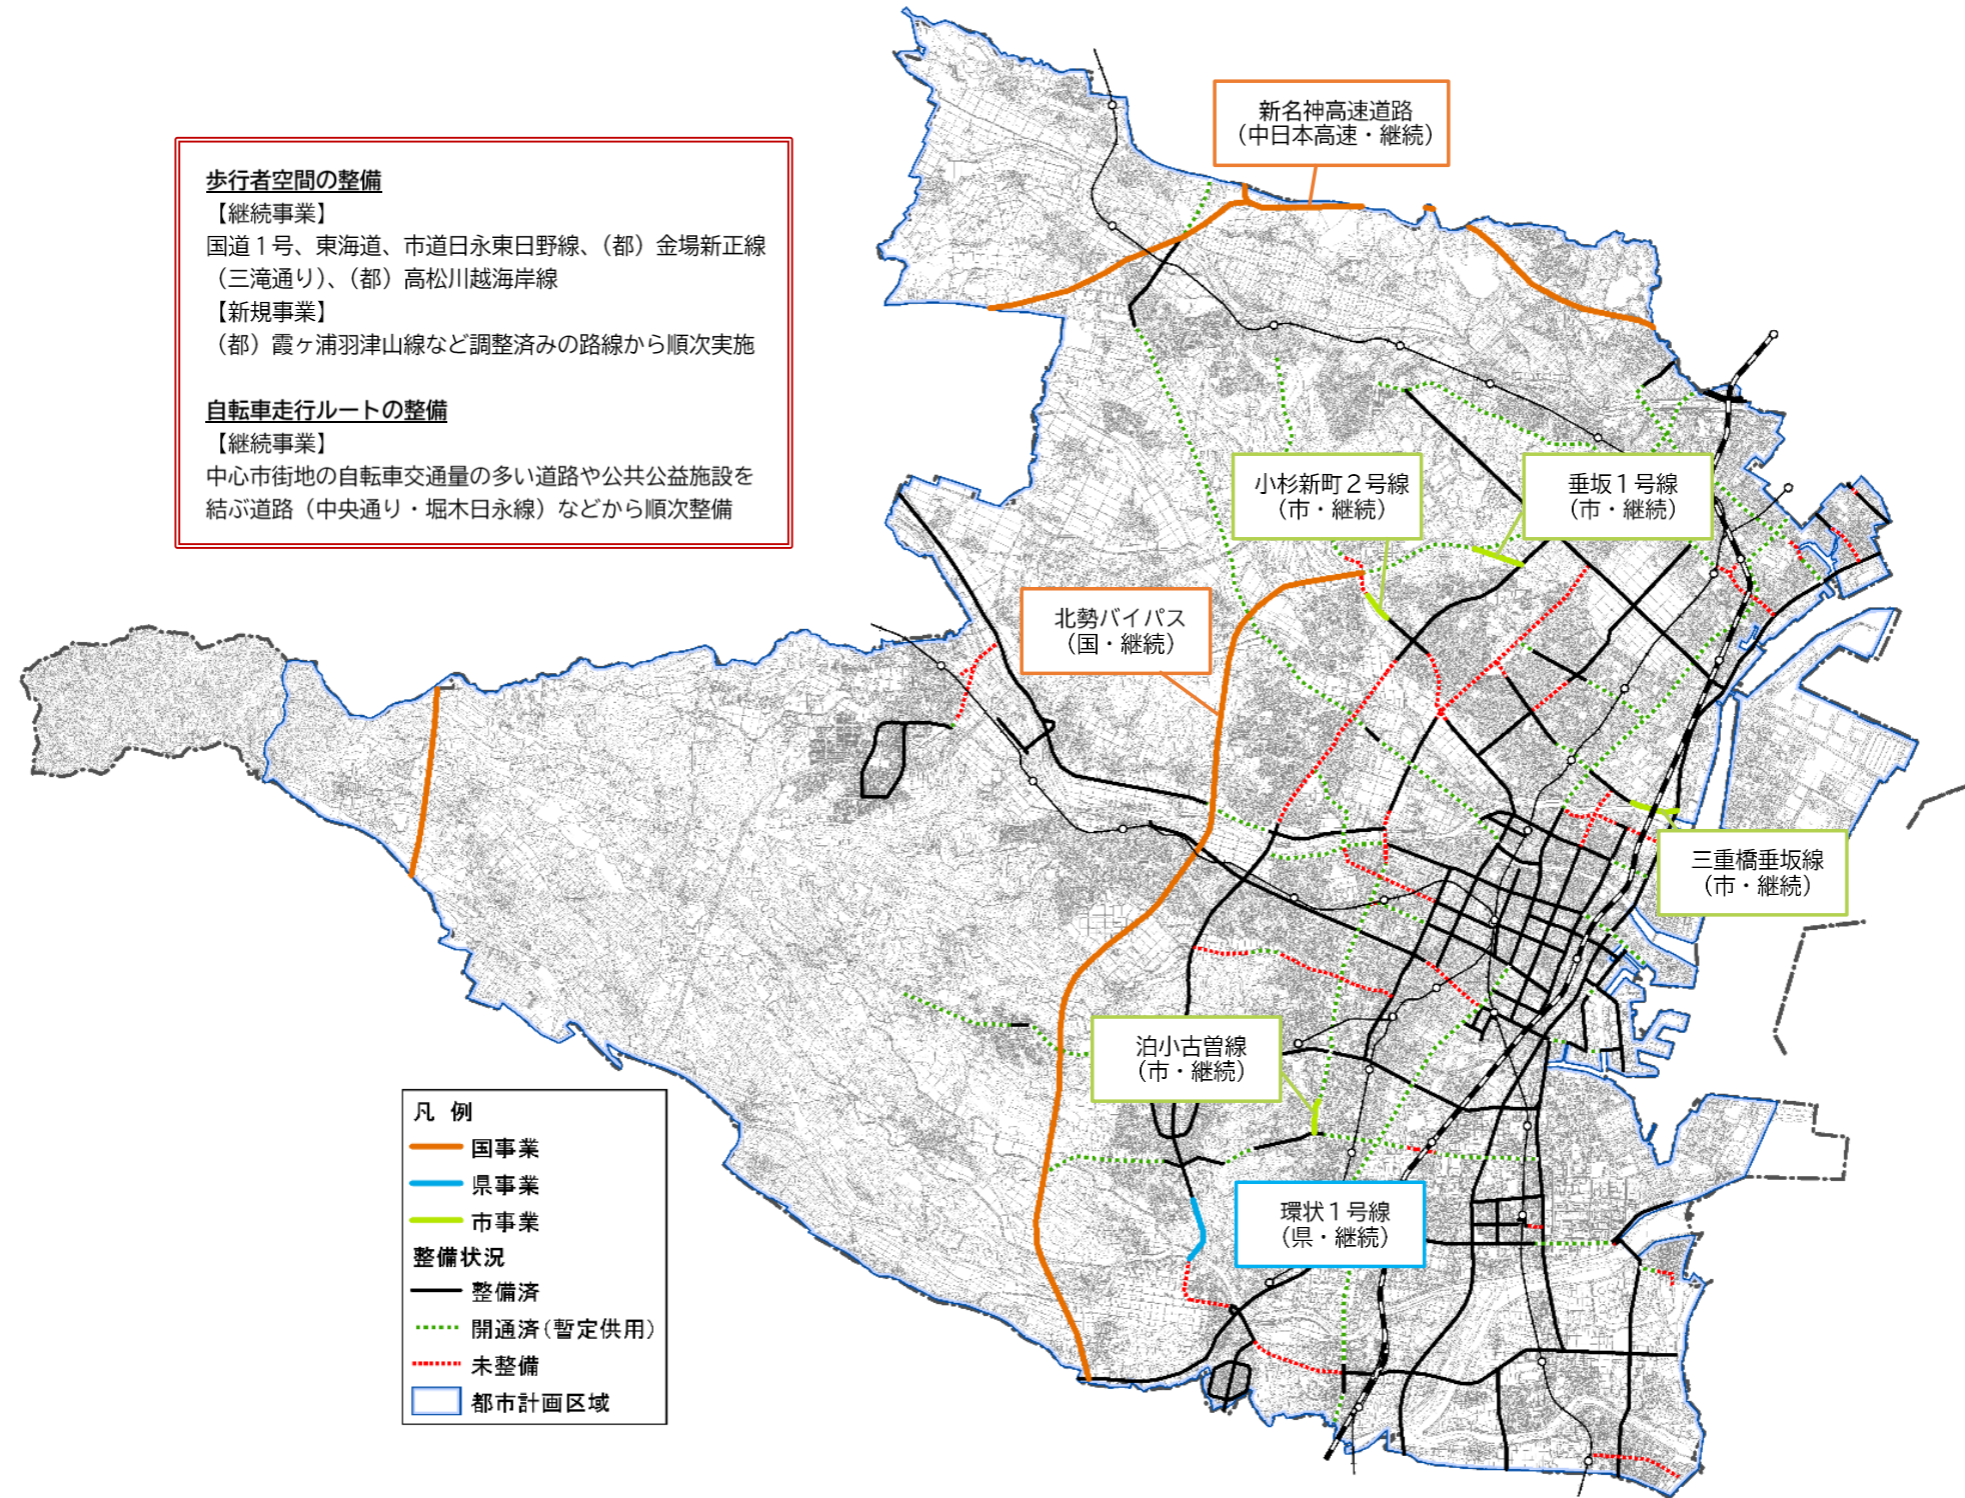 新名神高速道路
（中日本高速・継続）
歩行者空間の整備
【継続事業】
国道１号、東海道、市道日永東日野線、（都）金場新正線
（三滝通り）、（都）高松川越海岸線
【新規事業】
（都）霞ヶ浦羽津山線など調整済みの路線から順次実施
自転車走行ルートの整備
【継続事業】
中心市街地の自転車交通量の多い道路や公共公益施設を
結ぶ道路（中央通り・堀木日永線）などから順次整備
小杉新町２号線
（市・継続）
垂坂１号線
（市・継続）
北勢バイパス
（国・継続）
三重橋垂坂線
（市・継続）
泊小古曽線
（市・継続）
環状１号線
（県・継続）
凡 例
国事業
県事業
市事業
整備状況
整備済
開通済(暫定供用)
未整備
都市計画区域